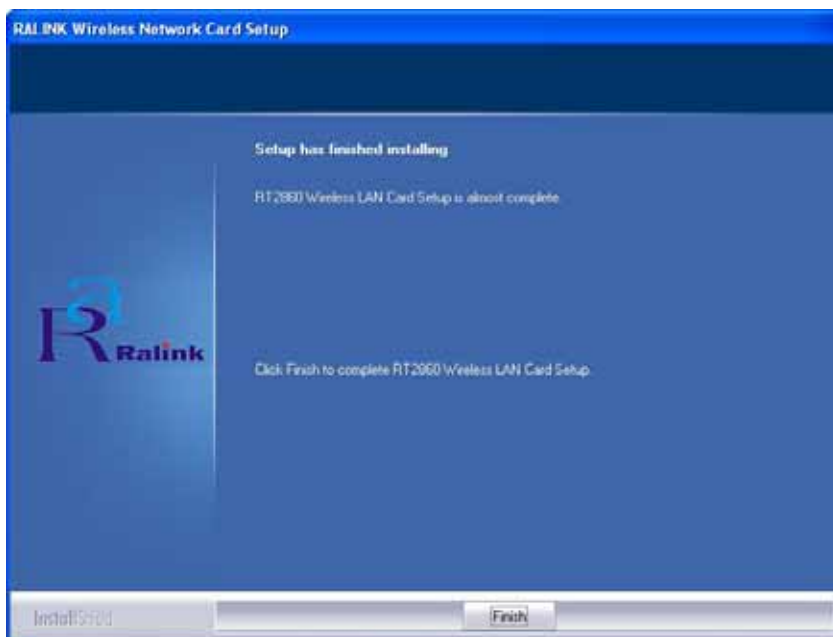 RALINK Wireless Network Card Setup
Setup has finished installing
RT2860 Wireless LAN Card Setup is almost complete.
Ra
Ralink
Click Finish to complete RT2860 Wireless LAN Card Setup.
InstallShield
Finish